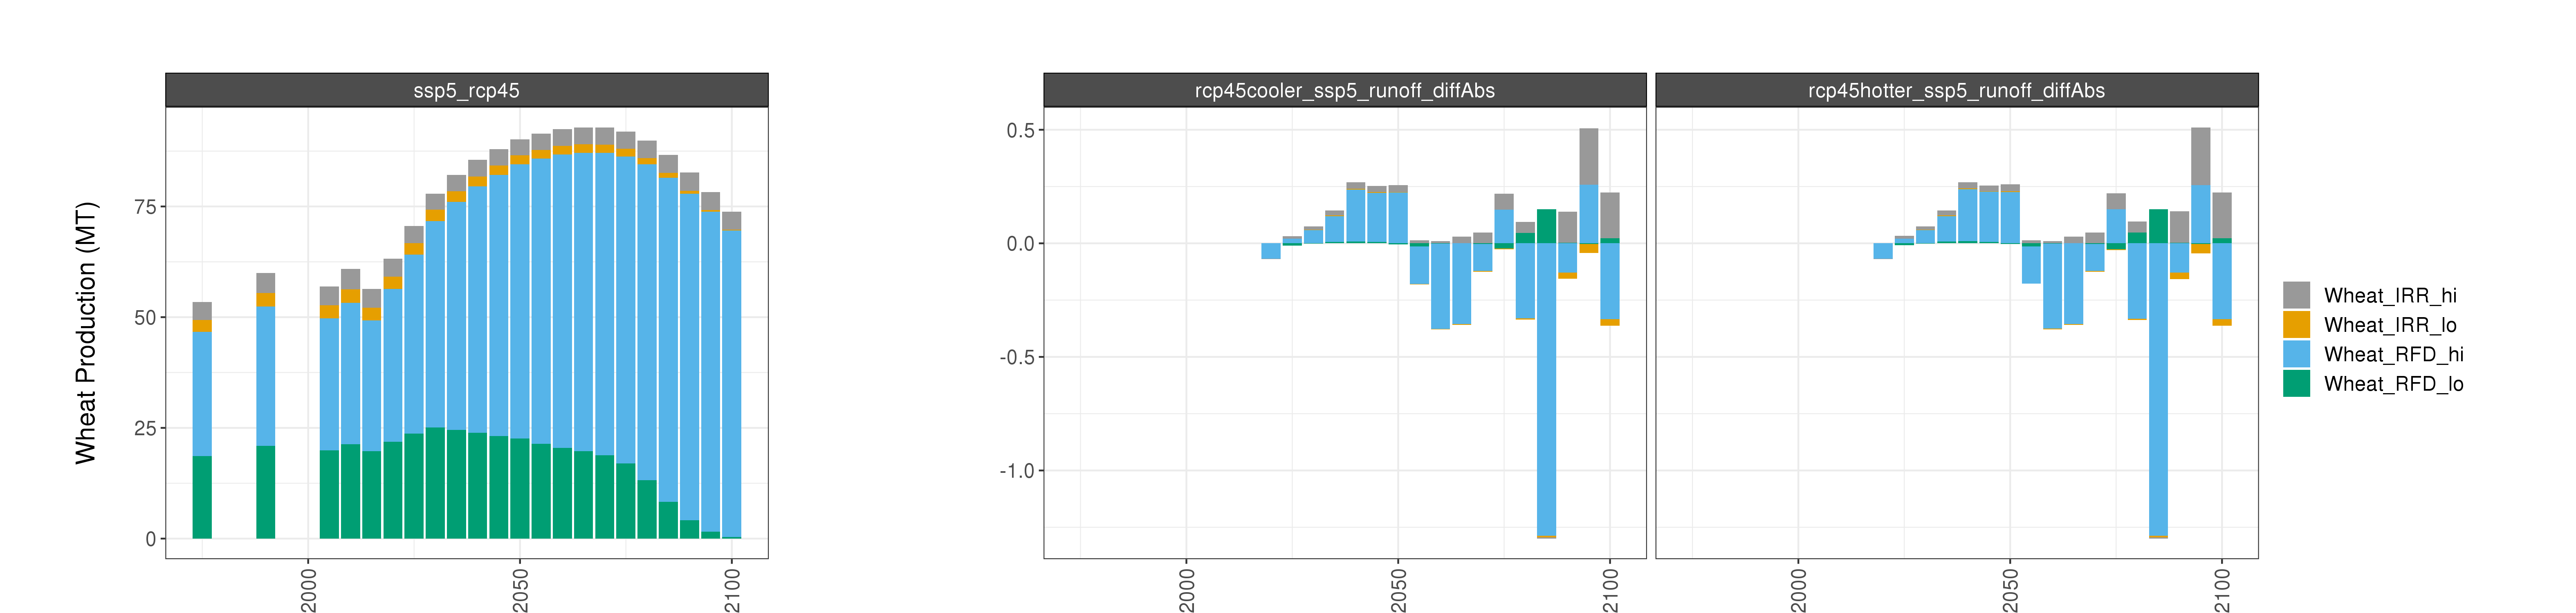 ssp5_rcp45
rcp45cooler_ssp5_runoff_diffAbs
rcp45hotter_ssp5_runoff_diffAbs
Wheat Production (MT)
75
50
25
0
0.5
0.0
-0.5
-1.0
2000
2050
2100
2000
2050
2100
2000
2050
2100
Wheat_IRR_hi
Wheat_IRR_lo
Wheat_RFD_hi
Wheat_RFD_lo